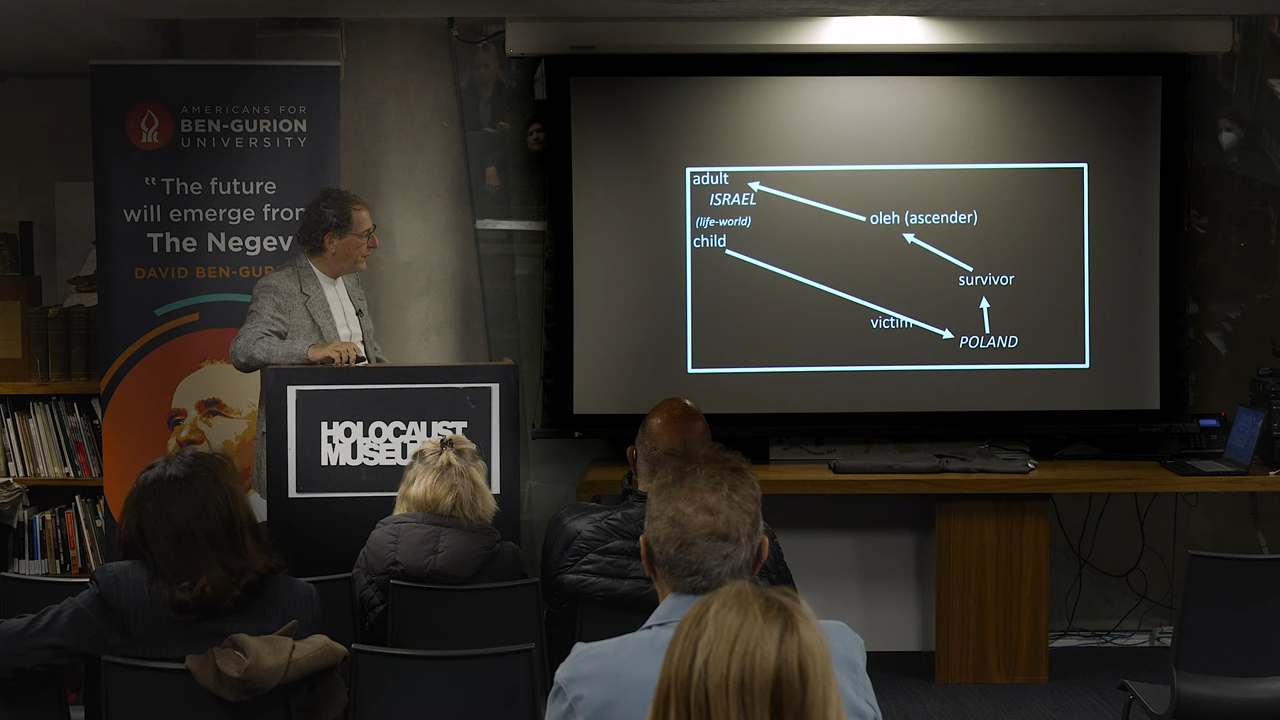 AMERICANS FOR
BEN-GURION
UNIVERSITY
“The future
will emerge from
The Negev
DAVID BEN-GUR
HOLOCAUST
MUSEUM
adult
ISRAEL
(life-world)
child
oleh (ascender)
survivor
victim
POLAND